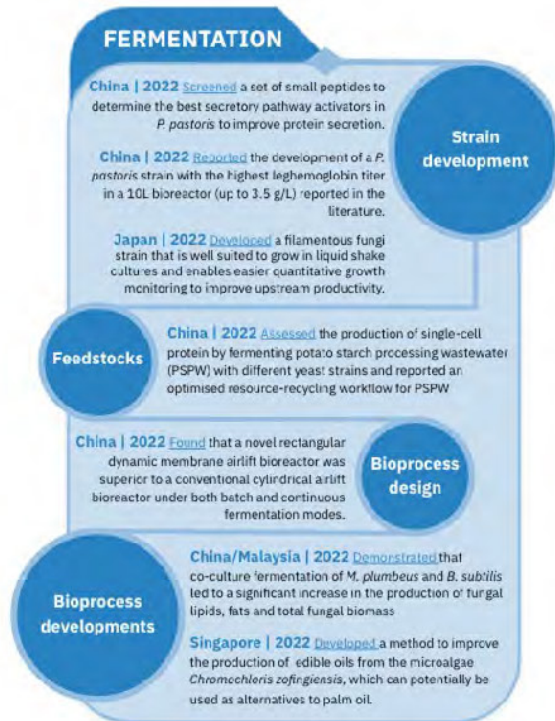 FERMENTATION
China | 2022 Screened a set of small peptides to
determine the best secretory pathway activators in
P. pastoris to improve protein secretion.
Strain
development
China | 2022 Reported the development of a P.
pastoris strain with the highest leghemoglobin titer
in a 10L bioreactor (up to 3.5 g/L) reported in the
literature.
Japan | 2022 Developed a filamentous fungi
strain that is well suited to grow in liquid shake
cultures and enables easier quantitative growth
monitoring to improve upstream productivity.
Feedstocks
China | 2022 Assessed the production of single-cell
protein by fermenting potato starch processing wastewater
(PSPW) with different yeast strains and reported an
optimised resource-recycling workflow for PSPW
China | 2022 Found that a novel rectangular
dynamic membrane airlift bioreactor was
superior to a conventional cylindrical airlift
bioreactor under both batch and continuous
fermentation modes.
Bioprocess
design
Bioprocess
developments
China/Malaysia | 2022 Demonstrated that
co-culture fermentation of M. plumbeus and B. subtilis
led to a significant increase in the production of fungal
lipids, fats and total fungal biomass
Singapore | 2022 Developed a method to improve
the production of edible oils from the microalgae
Chromochloris zofingiensis, which can potentially be
used as alternatives to palm oil.